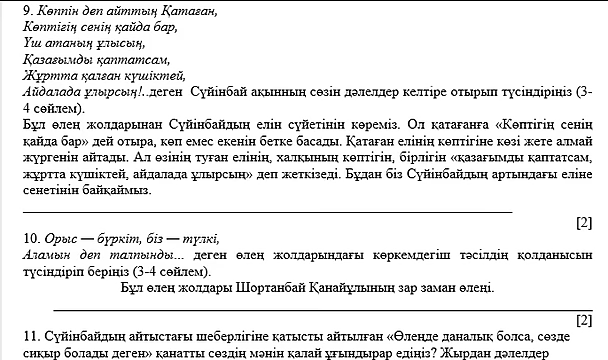 9. Көппін деп айттың Қатаған,
Көптігің сенің қайда бар,
Үш атаның ұлысың,
Қазағымды қаптатсам,
Жұртта қалған күшіктей,
Айдалада ұлырсың!..деген Сүйінбай ақынның сөзін дәлелдер келтіре отырып түсіндіріңіз (3-
4 сөйлем).
Бұл өлең жолдарынан Сүйінбайдың елін сүйетінін көреміз. Ол қатағанға «Көптігің сенің
қайда бар» дей отыра, көп емес екенін бетке басады. Қатаған елінің көптігіне көзі жете алмай
жүргенін айтады. Ал өзінің туған елінің, халқының көптігін, бірлігін «қазағымды қаптатсам,
жұртта күшіктей, айдалада ұлырсың» деп жеткізеді. Бұдан біз Сүйінбайдың артындағы еліне
сенетінін байқаймыз.
[2]
10. Орыс — бүркіт, біз — түлкі,
Аламын деп талпынды... деген өлең жолдарындағы көркемдегіш тәсілдің қолданысын
түсіндіріп беріңіз (3-4 сөйлем).
Бұл өлең жолдары Шортанбай Қанайұлының зар заман өлеңі.
[2]
11. Сүйінбайдың айтыстағы шеберлігіне қатысты айтылған «Өлеңде даналық болса, сөзде
сиқыр болады деген» қанатты сөздің мәнін қалай ұғындырар едіңіз? Жырдан дәлелдер